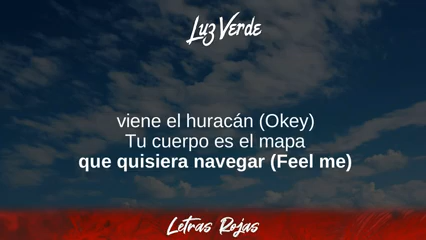 Luz Verde
viene el huracán (Okey)
Tu cuerpo es el mapa
que quisiera navegar (Feel me)
Letras Rojas